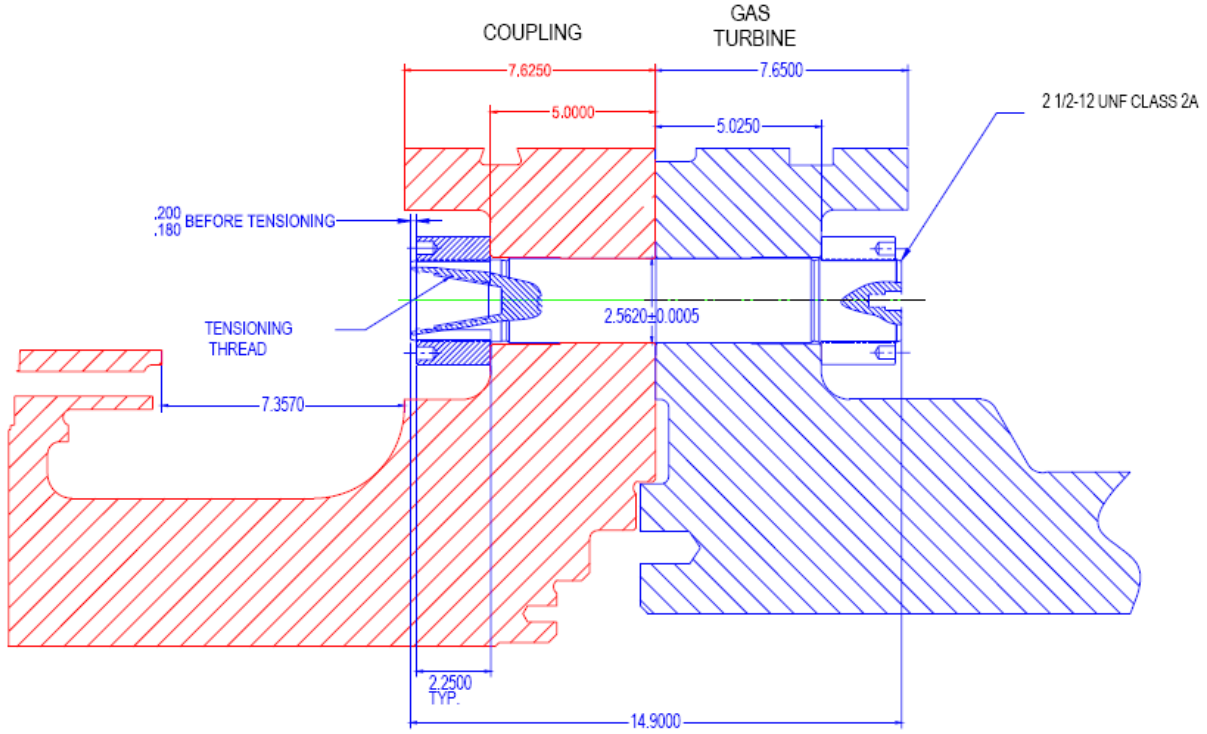 COUPLING
GAS
TURBINE
7.6250
7.6500
2 1/2-12 UNF CLASS 2A
5.0000
5.0250
.200
.180 BEFORE TENSIONING
TENSIONING
THREAD
2.5620±0.0005
7.3570
2.2500
TYP.
14.9000